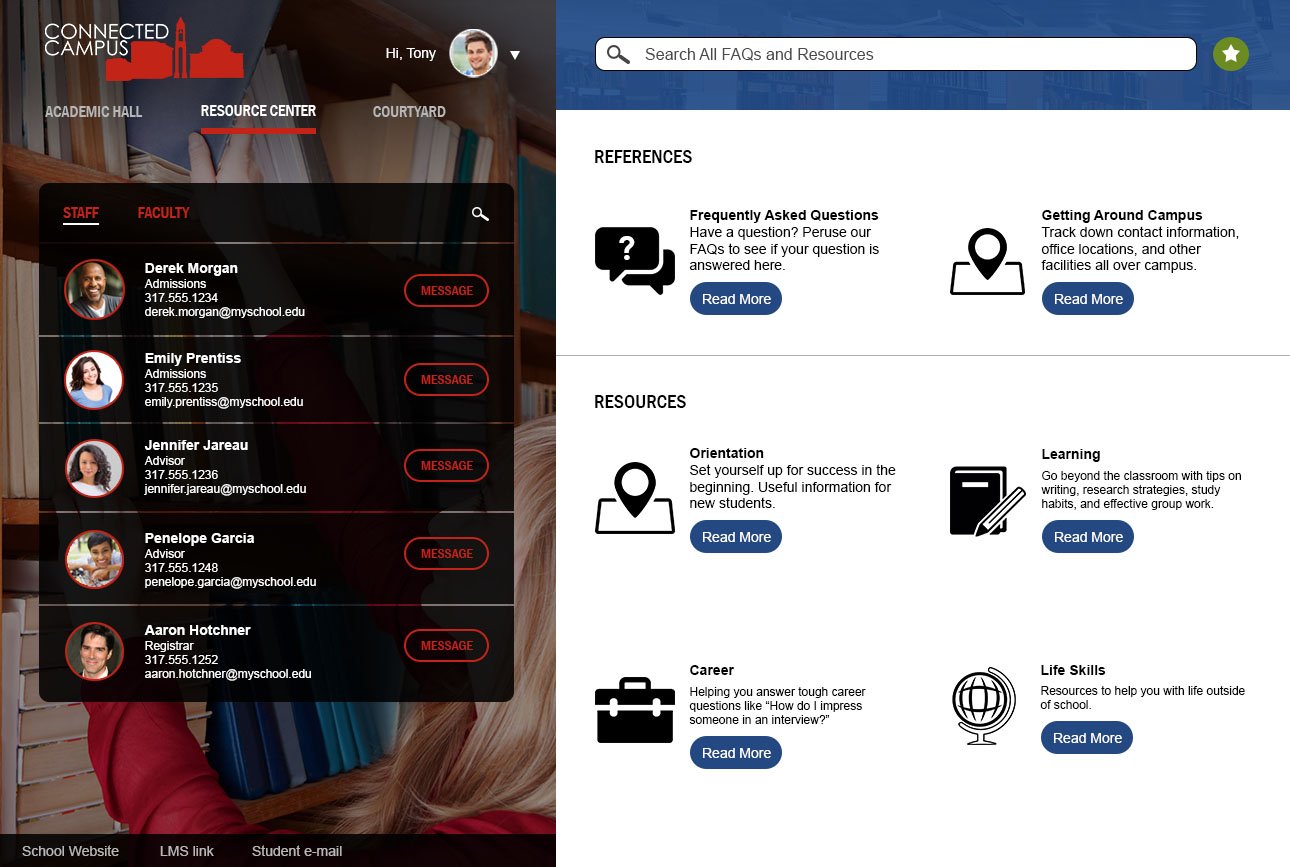 CONNECTED
CAMPUS
Hi, Tony
ACADEMIC HALL
RESOURCE CENTER
COURTYARD
STAFF
FACULTY
Derek Morgan
Admissions
317.555.1234
derek.morgan@myschool.edu
MESSAGE
Emily Prentiss
Admissions
317.555.1235
emily.prentiss@myschool.edu
MESSAGE
Jennifer Jareau
Advisor
317.555.1236
jennifer.jareau@myschool.edu
MESSAGE
Penelope Garcia
Advisor
317.555.1248
penelope.garcia@myschool.edu
MESSAGE
Aaron Hotchner
Registrar
317.555.1252
aaron.hotchner@myschool.edu
MESSAGE
School Website
LMS link
Student e-mail
Search All FAQs and Resources
REFERENCES
?
Frequently Asked Questions
Have a question? Peruse our
FAQs to see if your question is
answered here.
Read More
Getting Around Campus
Track down contact information,
office locations, and other
facilities all over campus.
Read More
RESOURCES
Orientation
Set yourself up for success in the
beginning. Useful information for
new students.
Read More
Learning
Go beyond the classroom with tips on
writing, research strategies, study
habits, and effective group work.
Read More
Career
Helping you answer tough career
questions like “How do I impress
someone in an interview?”
Read More
Life Skills
Resources to help you with life outside
of school.
Read More